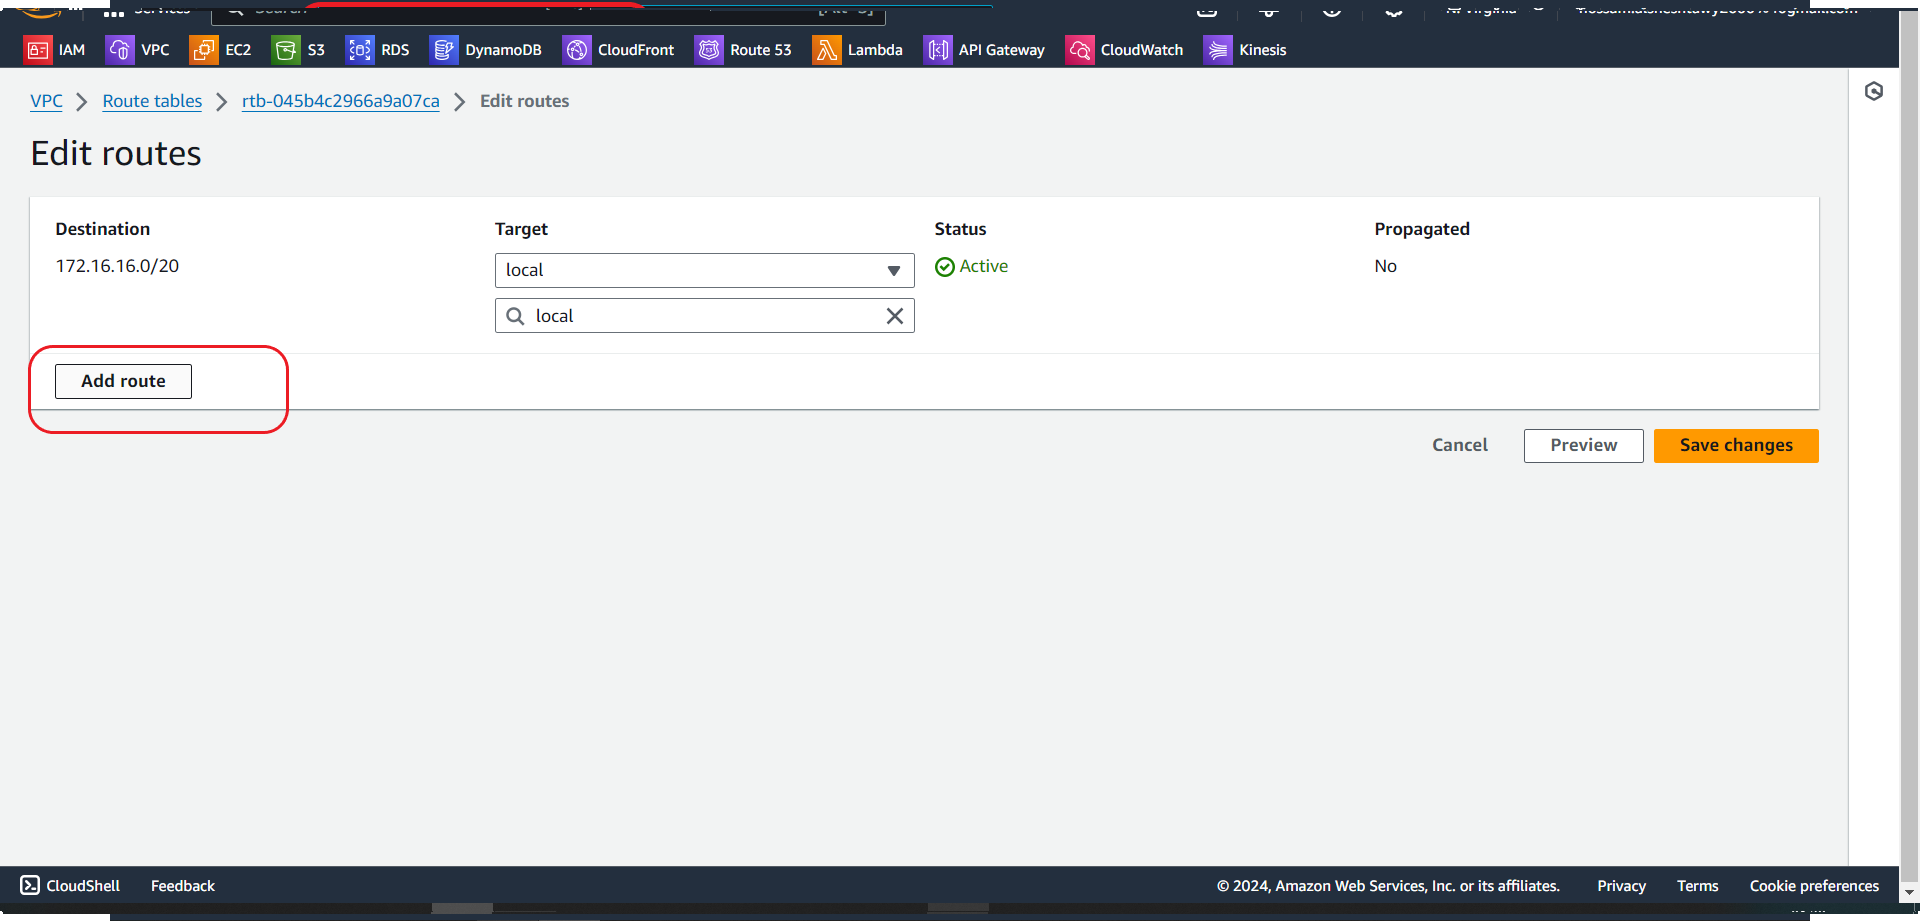 Services Search
IAM VPC EC2 S3 RDS DynamoDB CloudFront Route 53 Lambda API Gateway CloudWatch Kinesis
VPC Route tables rtb-045b4c2966a9a07ca Edit routes
Edit routes
Destination Target Status Propagated
172.16.16.0/20 local Active No
local
Add route
Cancel Preview Save changes
CloudShell Feedback © 2024, Amazon Web Services, Inc. or its affiliates. Privacy Terms Cookie preferences